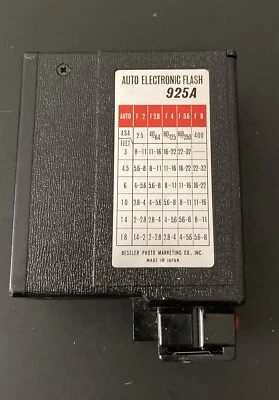 AUTO ELECTRONIC FLASH
925A
AUTO F 2 F 2.8 F 4 F 5.6 F 8
ASA 25 40/64 80/125 160/250 400
FEET
3 8-11 11-16 16-22 22-32
4.5 5.6-8 8-11 11-16 16-22 22-32
6 4-5.6 5.6-8 8-11 11-16 16-22
10 2.8-4 4-5.6 5.6-8 8-11 11-16
14 2-2.8 2.8-4 4-5.6 5.6-8 8-11
18 1.4-2 2-2.8 2.8-4 4-5.6 5.6-8
BESELER PHOTO MARKETING CO., INC.
MADE IN JAPAN